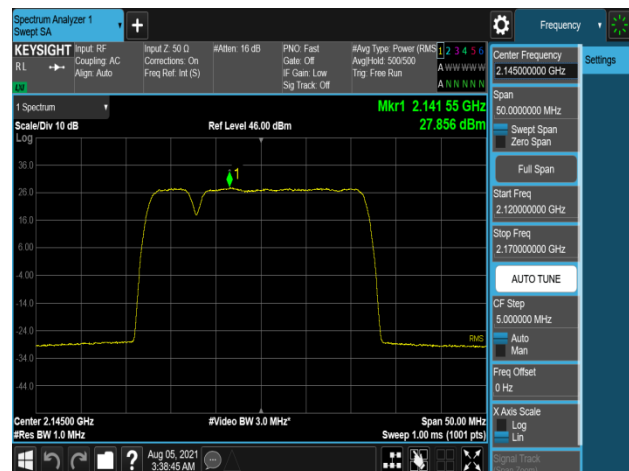 Spectrum Analyzer 1
Swept SA
Frequency
KEYSIGHT
RL
LW
Input: RF
Coupling: AC
Align: Auto
Input Z: 50 Ω
Corrections: On
Freq Ref: Int (S)
#Atten: 16 dB
PNO: Fast
Gate: Off
IF Gain: Low
Sig Track: Off
#Avg Type: Power (RMS
Avg|Hold: 500/500
Trig: Free Run
1 2 3 4 5 6
A W W W W W
A N N N N N
1 Spectrum
Scale/Div 10 dB
Log
Ref Level 46.00 dBm
Mkr1 2.141 55 GHz
27.856 dBm
36.0
26.0
16.0
6.00
-4.00
-14.0
-24.0
-34.0
-44.0
1
RMS
Center 2.14500 GHz
#Res BW 1.0 MHz
#Video BW 3.0 MHz*
Span 50.00 MHz
Sweep 1.00 ms (1001 pts)
?
Aug 05, 2021
3:38:45 AM
Center Frequency
2.145000000 GHz
Settings
Span
50.0000000 MHz
Swept Span
Zero Span
Full Span
Start Freq
2.120000000 GHz
Stop Freq
2.170000000 GHz
AUTO TUNE
CF Step
5.000000 MHz
Auto
Man
Freq Offset
0 Hz
X Axis Scale
Log
Lin
Signal Track